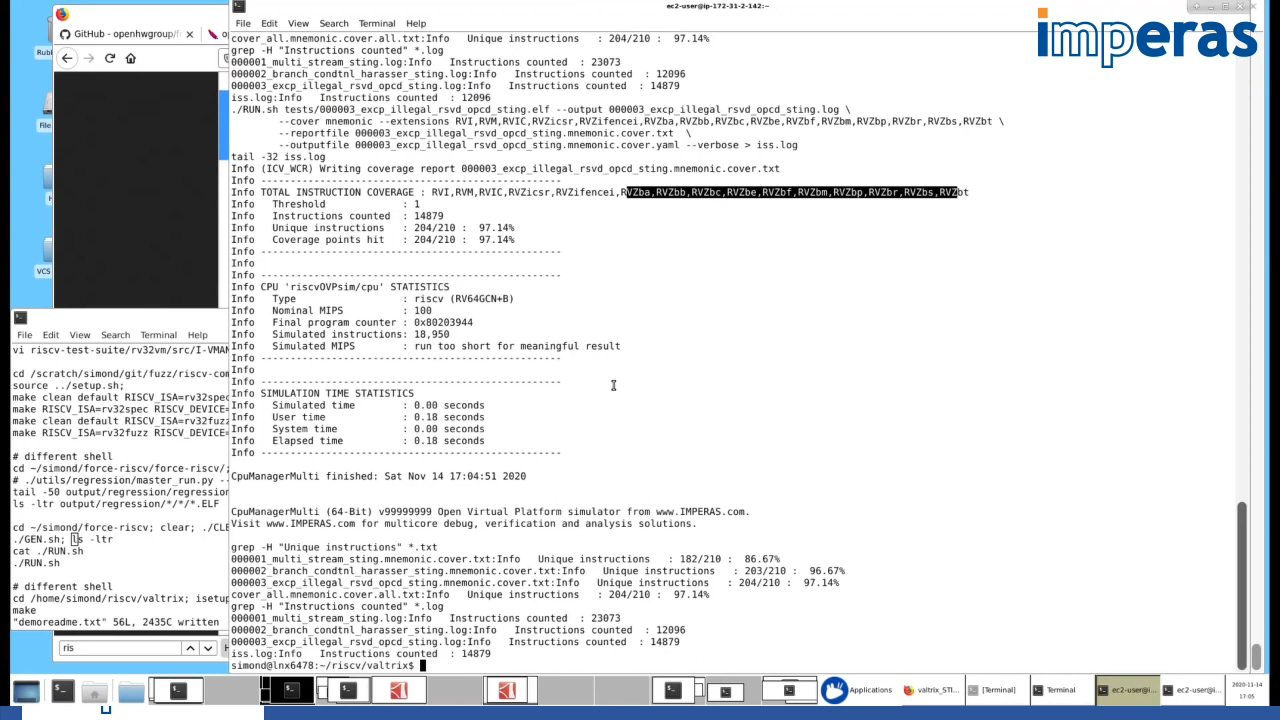 ec2-user@ip-172-31-2-142:~
imperas
File Edit View Search Terminal Help
cover_all.mnemonic.cover.all.txt:Info   Unique instructions   : 204/210 :  97.14%
grep -H "Instructions counted" *.log
000001_multi_stream_sting.log:Info   Instructions counted  : 23073
000002_branch_condtnl_harasser_sting.log:Info   Instructions counted  : 12096
000003_excp_illegal_rsvd_opcd_sting.log:Info   Instructions counted  : 14879
iss.log:Info   Instructions counted  : 12096
./RUN.sh tests/000003_excp_illegal_rsvd_opcd_sting.elf --output 000003_excp_illegal_rsvd_opcd_sting.log \
--cover mnemonic --extensions RVI,RVM,RVIC,RVZicsr,RVZifencei,RVZba,RVZbb,RVZbc,RVZbe,RVZbf,RVZbm,RVZbp,RVZbr,RVZbs,RVZbt \
--reportfile 000003_excp_illegal_rsvd_opcd_sting.mnemonic.cover.txt  \
--outputfile 000003_excp_illegal_rsvd_opcd_sting.mnemonic.cover.yaml --verbose > iss.log
tail -32 iss.log
Info (ICV_WCR) Writing coverage report 000003_excp_illegal_rsvd_opcd_sting.mnemonic.cover.txt
Info ---------------------------------------------------
Info TOTAL INSTRUCTION COVERAGE : RVI,RVM,RVIC,RVZicsr,RVZifencei,RVZba,RVZbb,RVZbc,RVZbe,RVZbf,RVZbm,RVZbp,RVZbr,RVZbs,RVZbt
Info   Threshold             : 1
Info   Instructions counted  : 14879
Info   Unique instructions   : 204/210 :  97.14%
Info   Coverage points hit   : 204/210 :  97.14%
Info ---------------------------------------------------
Info
Info ---------------------------------------------------
Info CPU 'riscvOVPsim/cpu' STATISTICS
Info   Type                  : riscv (RV64GCN+B)
Info   Nominal MIPS          : 100
Info   Final program counter : 0x80203944
Info   Simulated instructions: 18,950
Info   Simulated MIPS        : run too short for meaningful result
Info ---------------------------------------------------
Info
Info ---------------------------------------------------
Info SIMULATION TIME STATISTICS
Info   Simulated time        : 0.00 seconds
Info   User time             : 0.18 seconds
Info   System time           : 0.00 seconds
Info   Elapsed time          : 0.18 seconds
Info ---------------------------------------------------
CpuManagerMulti finished: Sat Nov 14 17:04:51 2020
CpuManagerMulti (64-Bit) v99999999 Open Virtual Platform simulator from www.IMPERAS.com.
Visit www.IMPERAS.com for multicore debug, verification and analysis solutions.
grep -H "Unique instructions" *.txt
000001_multi_stream_sting.mnemonic.cover.txt:Info   Unique instructions   : 182/210 :  86.67%
000002_branch_condtnl_harasser_sting.mnemonic.cover.txt:Info   Unique instructions   : 203/210 :  96.67%
000003_excp_illegal_rsvd_opcd_sting.mnemonic.cover.txt:Info   Unique instructions   : 204/210 :  97.14%
cover_all.mnemonic.cover.all.txt:Info   Unique instructions   : 204/210 :  97.14%
grep -H "Instructions counted" *.log
000001_multi_stream_sting.log:Info   Instructions counted  : 23073
000002_branch_condtnl_harasser_sting.log:Info   Instructions counted  : 12096
000003_excp_illegal_rsvd_opcd_sting.log:Info   Instructions counted  : 14879
iss.log:Info   Instructions counted  : 14879
simond@lnx6478:~/riscv/valtrix$
GitHub - openhwgroup/f
File
VCS
File Edit View Search Terminal Help
vi riscv-test-suite/rv32vm/src/I-VMAN
cd /scratch/simond/git/fuzz/riscv-com
source ../setup.sh;
make clean default RISCV_ISA=rv32spec
make RISCV_ISA=rv32spec RISCV_DEVICE=
make clean default RISCV_ISA=rv32fuzz
make RISCV_ISA=rv32fuzz RISCV_DEVICE=
# different shell
cd ~/simond/force-riscv/force-riscv/;
# ./utils/regression/master_run.py -
tail -50 output/regression/regression
ls -ltr output/regression/*/*/*.ELF
cd ~/simond/force-riscv; clear; ./CLE
./GEN.sh; ls -ltr
cat ./RUN.sh
./RUN.sh
# different shell
cd /home/simond/riscv/valtrix; isetup
make
"demoreadme.txt" 56L, 2435C written
ris
Applications
valtrix_STI...
[Terminal]
Terminal
ec2-user@i...
ec2-user@i...
2020-11-14
17:05